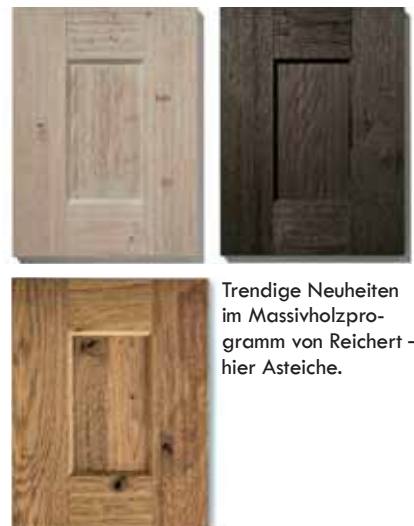 Trendige Neuheiten
im Massivholzpro-
gramm von Reichert -
hier Asteiche.